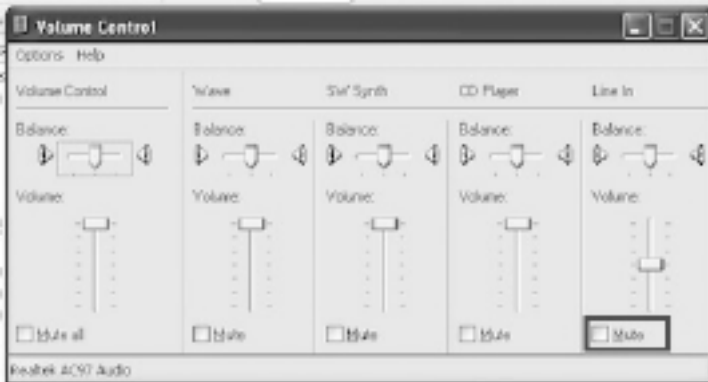 Volume Control
Options Help
Volume Control Wave SW Synth CD Player Line In
Balance: Balance: Balance: Balance: Balance:
Volume: Volume: Volume: Volume: Volume:
Mute all Mute Mute Mute Mute
Realtek AC97 Audio